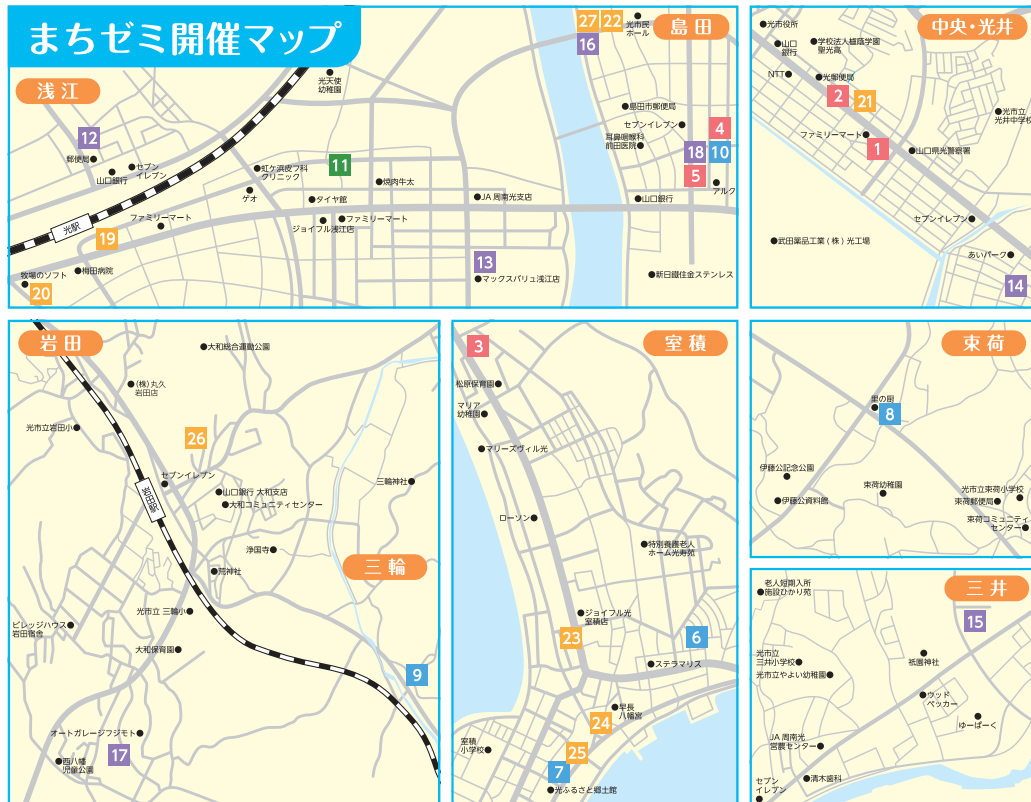 まちゼミ開催マップ
浅江
島田
27
22
16
光市民
ホール
光天使
幼稚園
島田市郵便局
セブンイレブン
耳鼻咽喉科
前田医院
4
18
10
5
アルク
山口銀行
12
郵便局
セブン
イレブン
山口銀行
11
虹ケ浜皮フ科
クリニック
焼肉牛太
ゲオ
タイヤ館
JA 周南光支店
ファミリーマート
ファミリーマート
ジョイフル浅江店
光駅
19
13
牧場のソフト
梅田病院
マックスバリュ浅江店
新日鐵住金ステンレス
20
中央・光井
光市役所
山口
銀行
学校法人櫨蔭学園
聖光高
NTT
光郵便局
2
21
光市立
光井中学校
ファミリーマート
1
山口県光警察署
セブンイレブン
武田薬品工業(株)光工場
あいパーク
14
岩田
大和総合運動公園
(株)丸久
岩田店
光市立岩田小
26
セブンイレブン
岩田駅
山口銀行 大和支店
大和コミュニティセンター
三輪神社
浄国寺
三輪
荒神社
光市立 三輪小
ビレッジハウス
岩田宿舎
大和保育園
9
オートガレージフジモト
17
西八幡
児童公園
室積
3
松原保育園
マリア
幼稚園
マリーズヴィル光
ローソン
特別養護老人
ホーム光寿苑
ジョイフル光
室積店
23
6
ステラマリス
24
早長
八幡宮
室積
小学校
25
7
光ふるさと郷土館
束荷
里の厨
8
伊藤公記念公園
束荷幼稚園
伊藤公資料館
光市立束荷小学校
束荷郵便局
束荷コミュニティ
センター
三井
老人短期入所
施設ひかり苑
15
光市立
三井小学校
祇園神社
光市立やよい幼稚園
ウッド
ペッカー
ゆーぱーく
JA 周南光
営農センター
清木歯科
セブン
イレブン